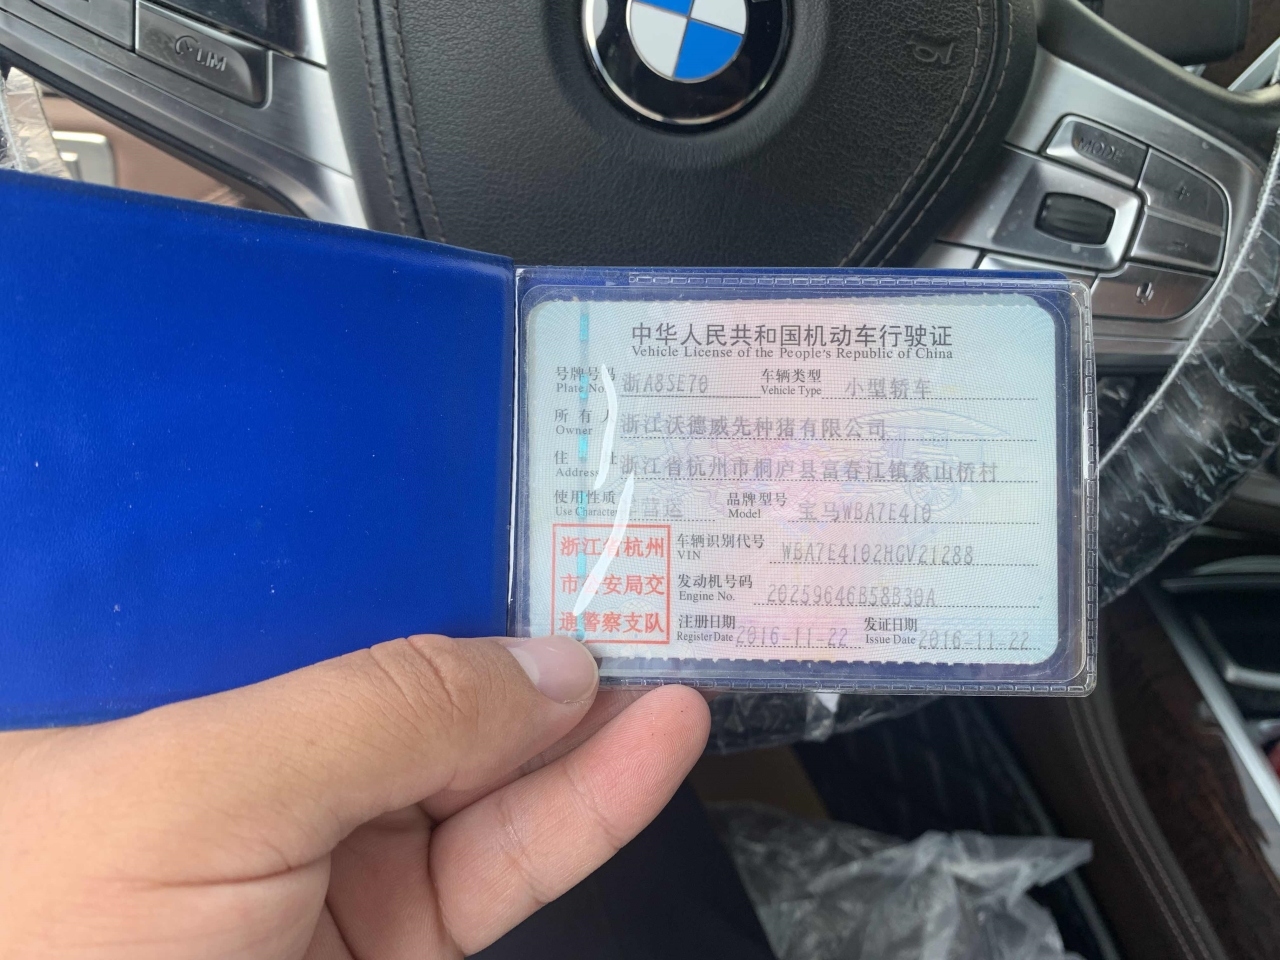 LIM
MODE
+
中华人民共和国机动车行驶证
Vehicle License of the People's Republic of China
号牌号码 浙A8SE70 车辆类型 小型轿车
Plate No. Vehicle Type
所有人 浙江沃德威先种猪有限公司
Owner
住址 浙江省杭州市桐庐县富春江镇象山桥村
Address
使用性质 非营运 品牌型号 宝马WBA7E410
Use Character Model
浙江省杭州
市公安局交
通警察支队
车辆识别代号 WBA7E4102HGV21288
VIN
发动机号码 20259646B58B30A
Engine No.
注册日期 2016-11-22 发证日期 2016-11-22
Register Date Issue Date